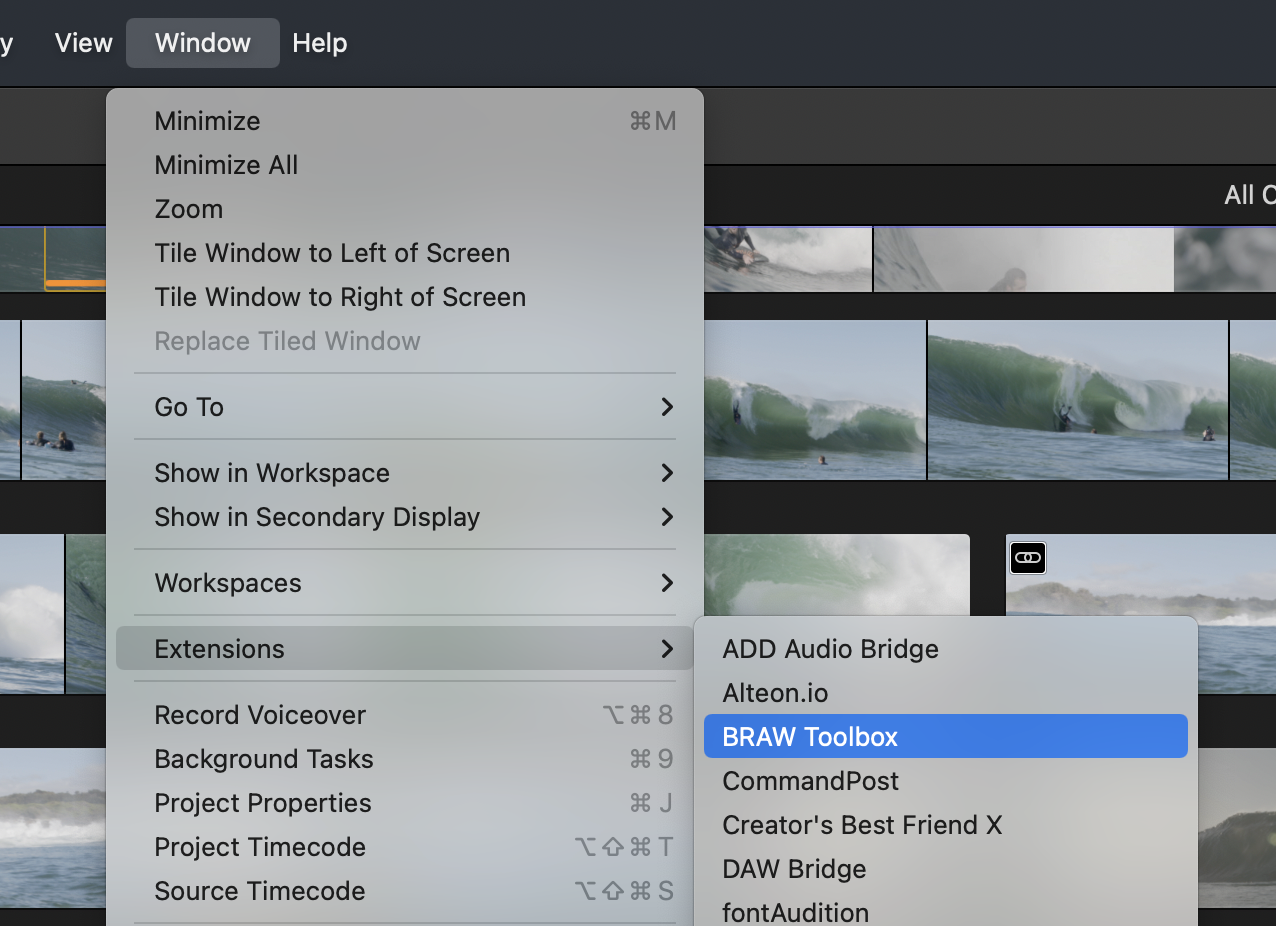 y View Window Help
Minimize ⌘M
Minimize All
Zoom
All C
Tile Window to Left of Screen
Tile Window to Right of Screen
Replace Tiled Window
Go To
Show in Workspace
Show in Secondary Display
Workspaces
Extensions
Record Voiceover ⌥⌘8
Background Tasks ⌘9
Project Properties ⌘J
Project Timecode ⌥⇧⌘T
Source Timecode ⌥⇧⌘S
ADD Audio Bridge
Alteon.io
BRAW Toolbox
CommandPost
Creator's Best Friend X
DAW Bridge
fontAudition